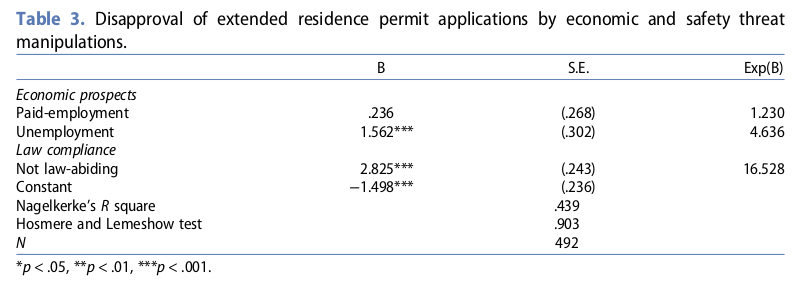 Table 3. Disapproval of extended residence permit applications by economic and safety threat
manipulations.
B S.E. Exp(B)
Economic prospects
Paid-employment .236 (.268) 1.230
Unemployment 1.562*** (.302) 4.636
Law compliance
Not law-abiding 2.825*** (.243) 16.528
Constant −1.498*** (.236)
Nagelkerke's R square .439
Hosmere and Lemeshow test .903
N 492
*p < .05, **p < .01, ***p < .001.